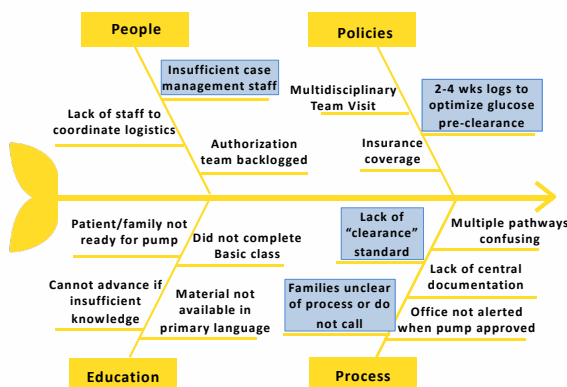 People
Policies
Insufficient case
management staff
Lack of staff to
coordinate logistics
Authorization
team backlogged
Multidisciplinary
Team Visit
2-4 wks logs to
optimize glucose
pre-clearance
Insurance
coverage
Patient/family not
ready for pump
Did not complete
Basic class
Cannot advance if
insufficient
knowledge
Material not
available in
primary language
Lack of
“clearance”
standard
Multiple pathways
confusing
Families unclear
of process or do
not call
Lack of central
documentation
Office not alerted
when pump approved
Education
Process